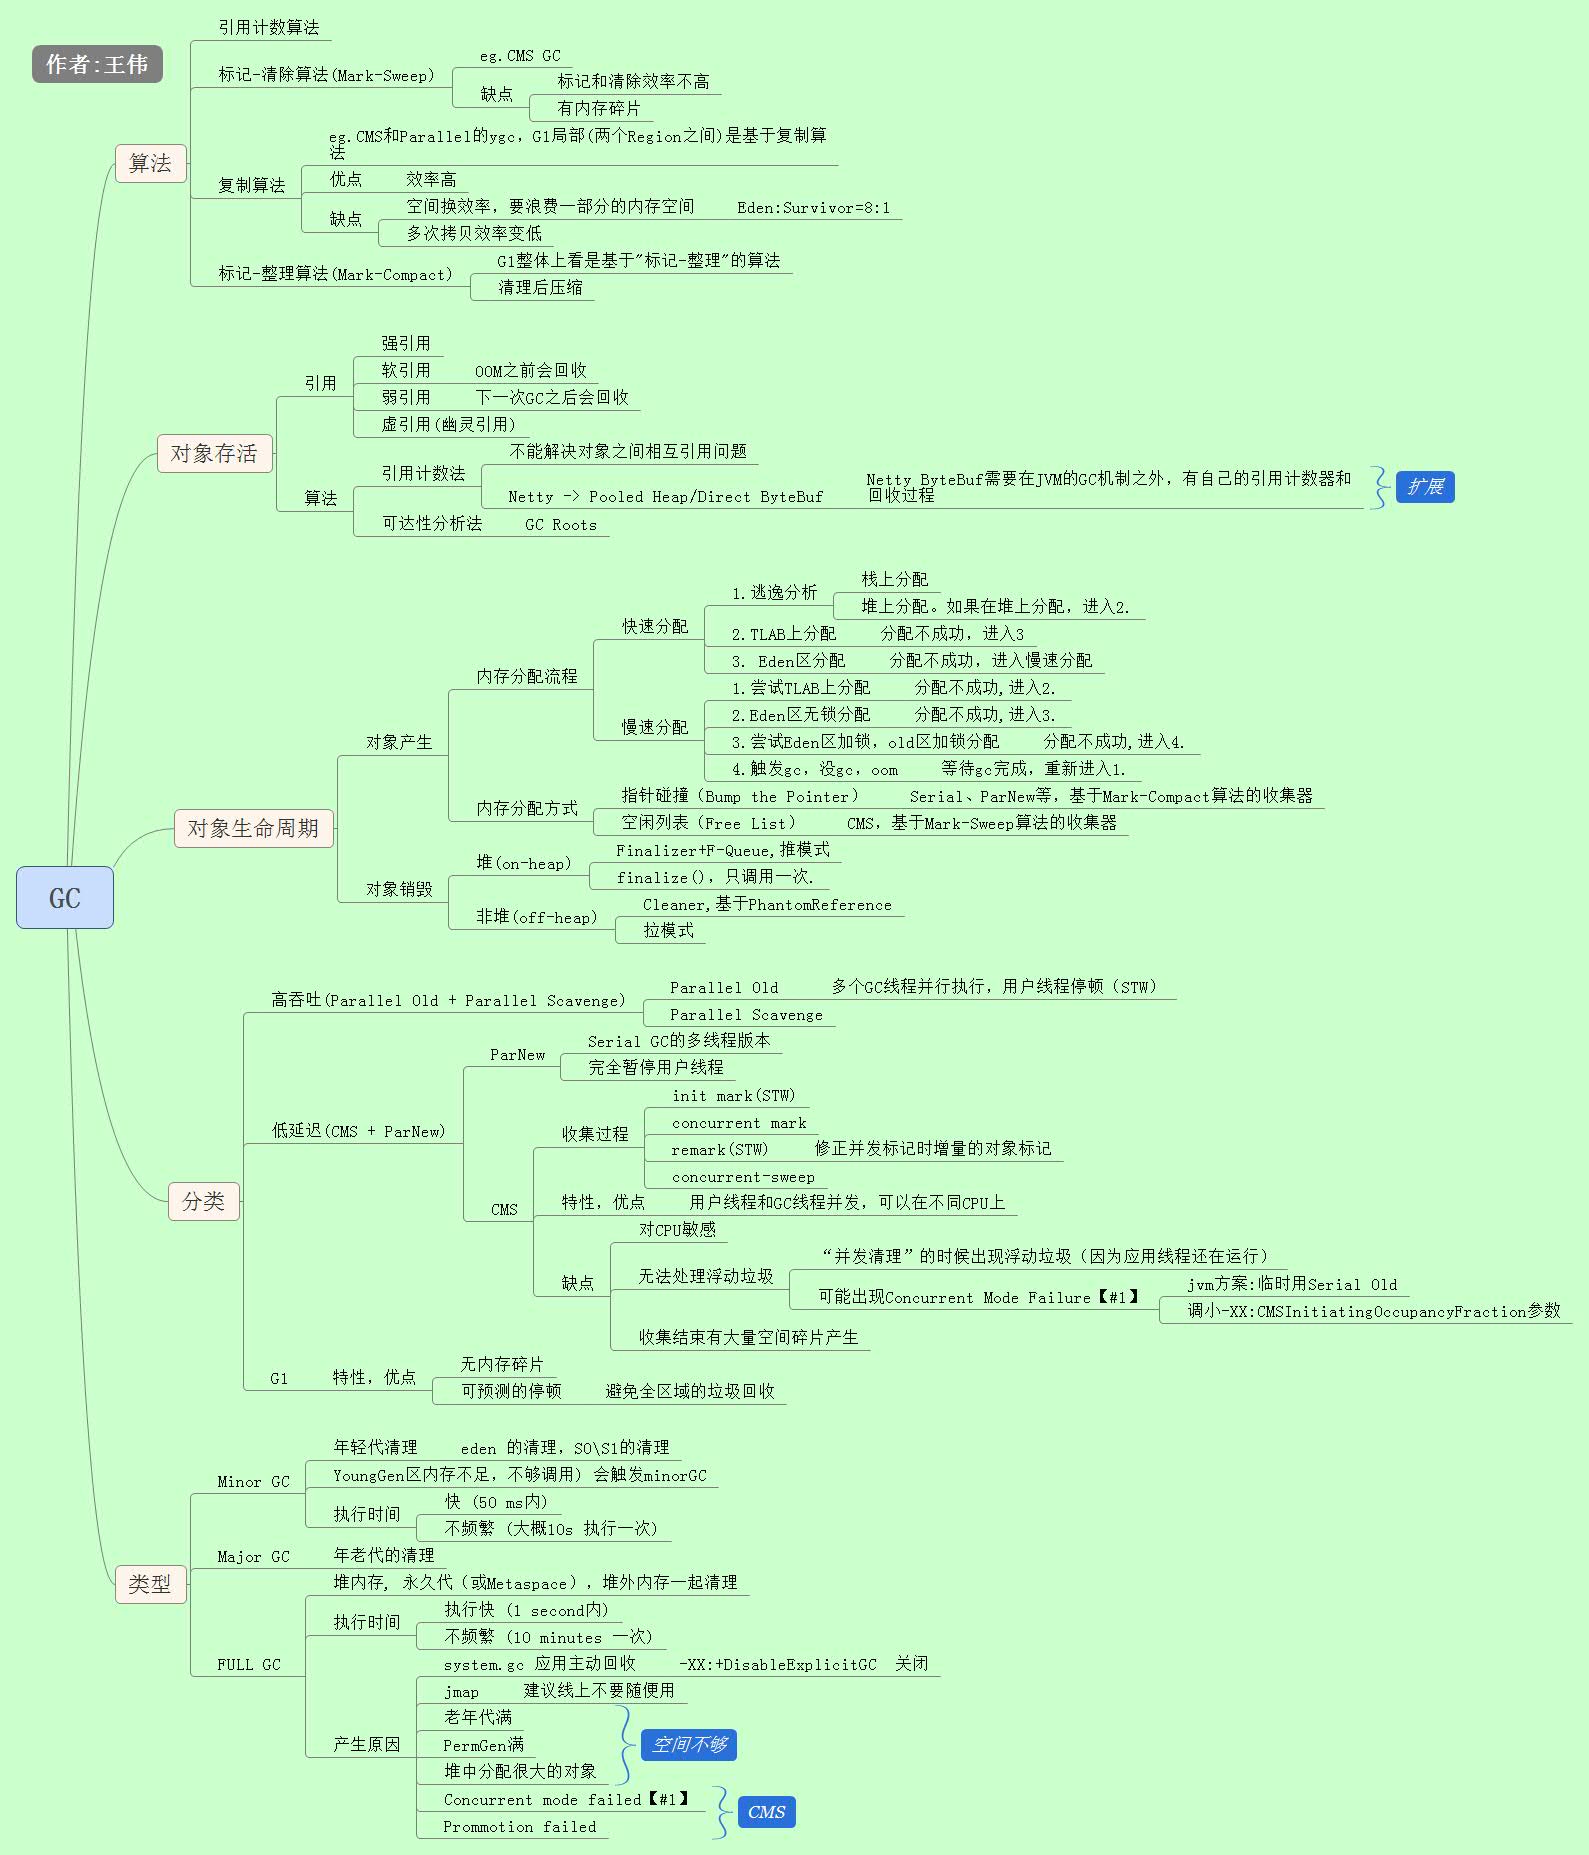 作者:王伟
GC
算法
引用计数算法
标记-清除算法(Mark-Sweep)
eg.CMS GC
缺点
标记和清除效率不高
有内存碎片
复制算法
eg.CMS和Parallel的ygc，G1局部(两个Region之间)是基于复制算
法
优点
效率高
缺点
空间换效率，要浪费一部分的内存空间
Eden:Survivor=8:1
多次拷贝效率变低
标记-整理算法(Mark-Compact)
G1整体上看是基于"标记-整理"的算法
清理后压缩
对象存活
引用
强引用
软引用
OOM之前会回收
弱引用
下一次GC之后会回收
虚引用(幽灵引用)
算法
引用计数法
不能解决对象之间相互引用问题
Netty -> Pooled Heap/Direct ByteBuf
Netty ByteBuf需要在JVM的GC机制之外，有自己的引用计数器和
回收过程
扩展
可达性分析法
GC Roots
对象生命周期
对象产生
内存分配流程
快速分配
1.逃逸分析
栈上分配
堆上分配。如果在堆上分配，进入2.
2.TLAB上分配
分配不成功，进入3
3. Eden区分配
分配不成功，进入慢速分配
慢速分配
1.尝试TLAB上分配
分配不成功,进入2.
2.Eden区无锁分配
分配不成功,进入3.
3.尝试Eden区加锁，old区加锁分配
分配不成功,进入4.
4.触发gc，没gc，oom
等待gc完成，重新进入1.
内存分配方式
指针碰撞（Bump the Pointer）
Serial、ParNew等，基于Mark-Compact算法的收集器
空闲列表（Free List）
CMS，基于Mark-Sweep算法的收集器
对象销毁
堆(on-heap)
Finalizer+F-Queue,推模式
finalize()，只调用一次.
非堆(off-heap)
Cleaner,基于PhantomReference
拉模式
分类
高吞吐(Parallel Old + Parallel Scavenge)
Parallel Old
多个GC线程并行执行，用户线程停顿（STW）
Parallel Scavenge
低延迟(CMS + ParNew)
ParNew
Serial GC的多线程版本
完全暂停用户线程
CMS
收集过程
init mark(STW)
concurrent mark
remark(STW)
修正并发标记时增量的对象标记
concurrent-sweep
特性，优点
用户线程和GC线程并发，可以在不同CPU上
缺点
对CPU敏感
无法处理浮动垃圾
“并发清理”的时候出现浮动垃圾（因为应用线程还在运行）
可能出现Concurrent Mode Failure【#1】
jvm方案:临时用Serial Old
调小-XX:CMSInitiatingOccupancyFraction参数
收集结束有大量空间碎片产生
G1
特性，优点
无内存碎片
可预测的停顿
避免全区域的垃圾回收
类型
Minor GC
年轻代清理
eden 的清理，S0\S1的清理
YoungGen区内存不足，不够调用) 会触发minorGC
执行时间
快 (50 ms内)
不频繁 (大概10s 执行一次)
Major GC
年老代的清理
FULL GC
堆内存, 永久代（或Metaspace），堆外内存一起清理
执行时间
执行快 (1 second内)
不频繁 (10 minutes 一次)
产生原因
system.gc 应用主动回收
-XX:+DisableExplicitGC 关闭
jmap
建议线上不要随便用
老年代满
PermGen满
堆中分配很大的对象
空间不够
Concurrent mode failed【#1】
Prommotion failed
CMS